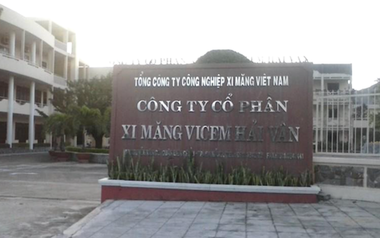 TỔNG CÔNG TY CÔNG NGHIỆP XI MĂNG VIỆT NAM
CÔNG TY CỔ PHẦN
XI MĂNG VICEM HẢI VÂN